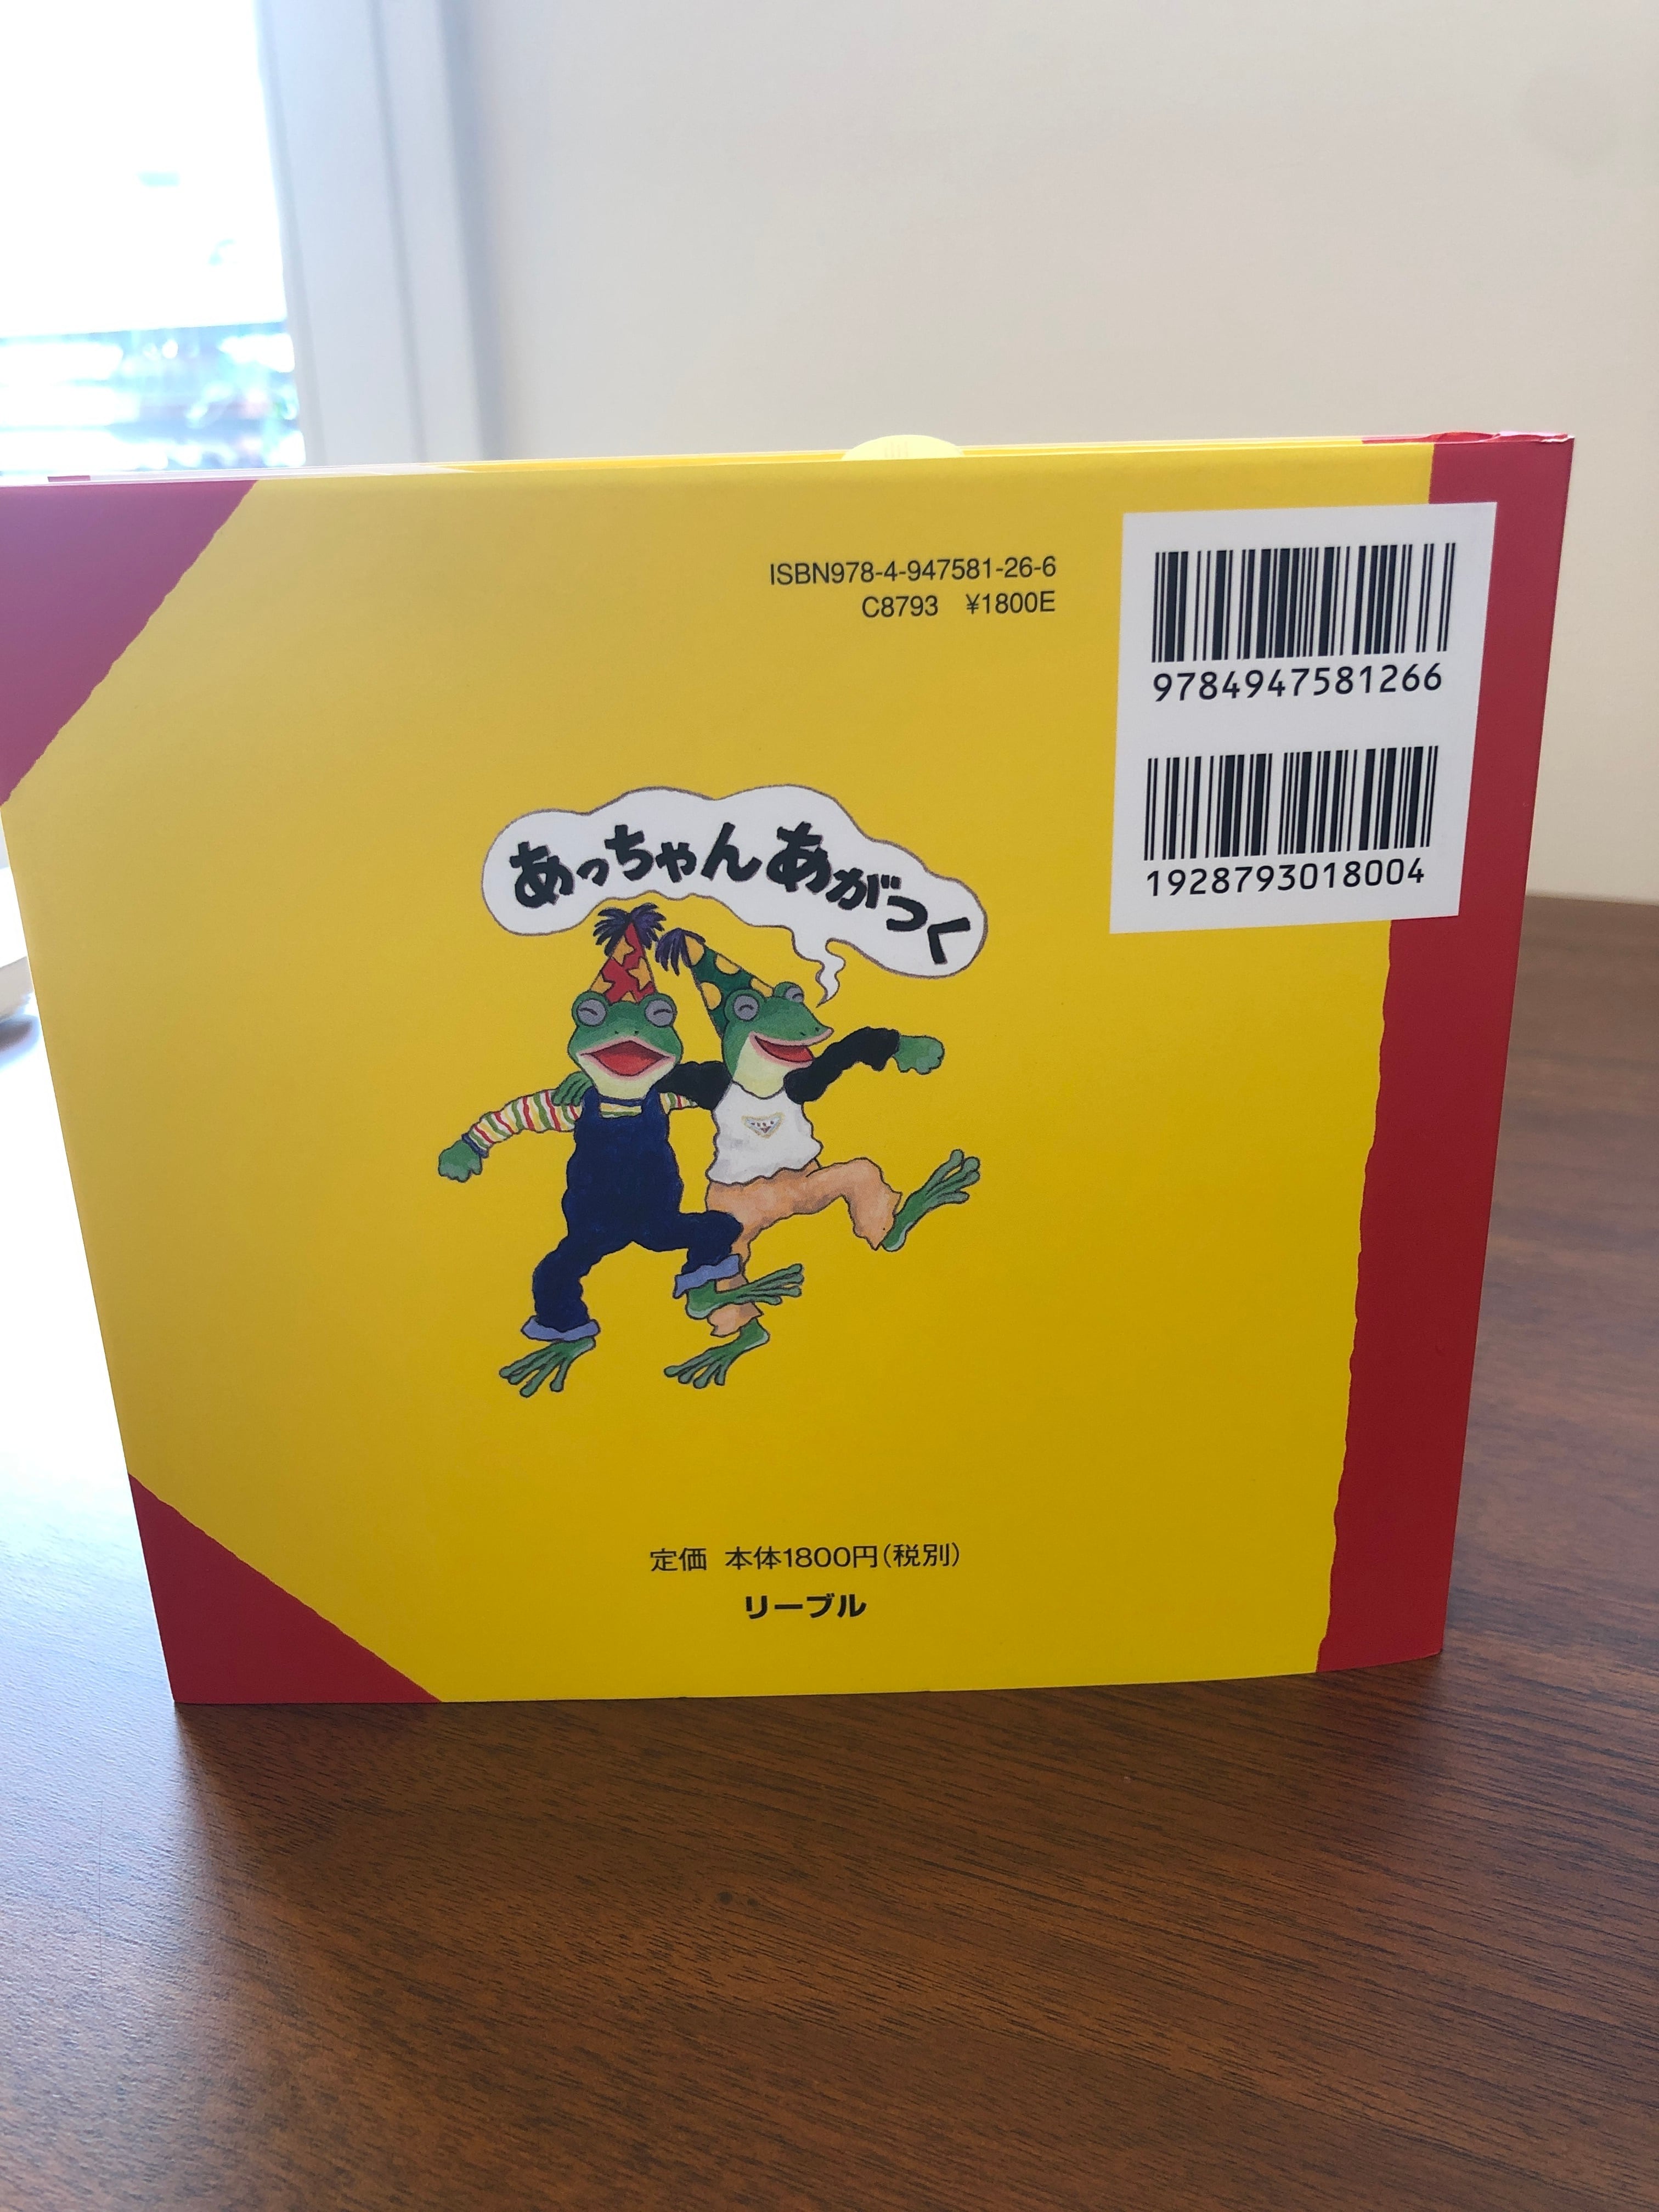 ISBN978-4-947581-26-6
C8793 ¥1800E
9784947581266
1928793018004
あっちゃんあがつく
定価 本体1800円(税別)
リーブル